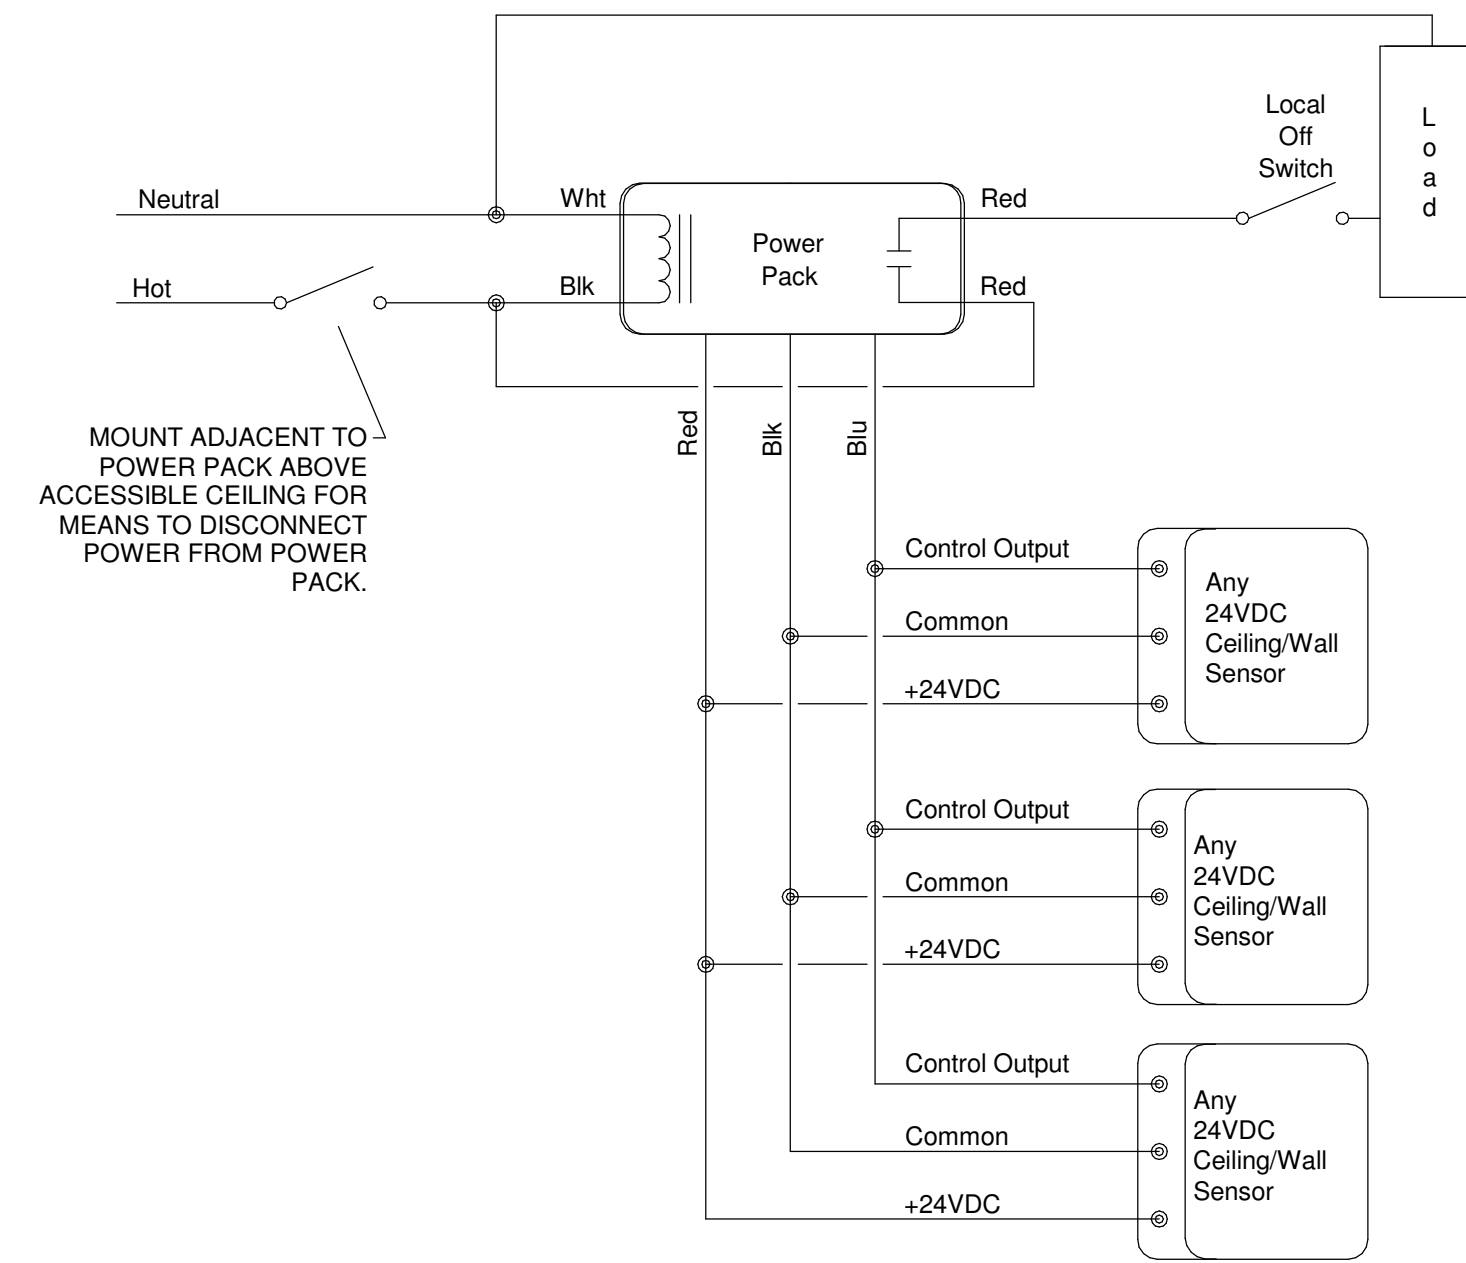 Local
Off
Switch
L
o
a
d
Neutral
Wht
Red
Power
Pack
Hot
Blk
Red
MOUNT ADJACENT TO
POWER PACK ABOVE
ACCESSIBLE CEILING FOR
MEANS TO DISCONNECT
POWER FROM POWER
PACK.
Red
Blk
Blu
Control Output
Common
+24VDC
Any
24VDC
Ceiling/Wall
Sensor
Control Output
Common
+24VDC
Any
24VDC
Ceiling/Wall
Sensor
Control Output
Common
+24VDC
Any
24VDC
Ceiling/Wall
Sensor